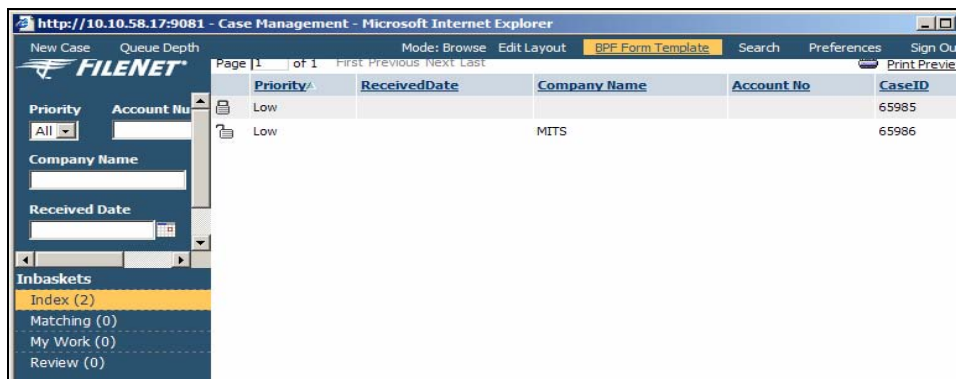 http://10.10.58.17:9081 - Case Management - Microsoft Internet Explorer
New Case Queue Depth Mode: Browse Edit Layout BPF Form Template Search Preferences Sign Ou
FILENET
Page 1 of 1 First Previous Next Last Print Previe
Priority ReceivedDate Company Name Account No CaseID
Low 65985
Low MITS 65986
Priority Account Nu
All
Company Name
Received Date
Inbaskets
Index (2)
Matching (0)
My Work (0)
Review (0)